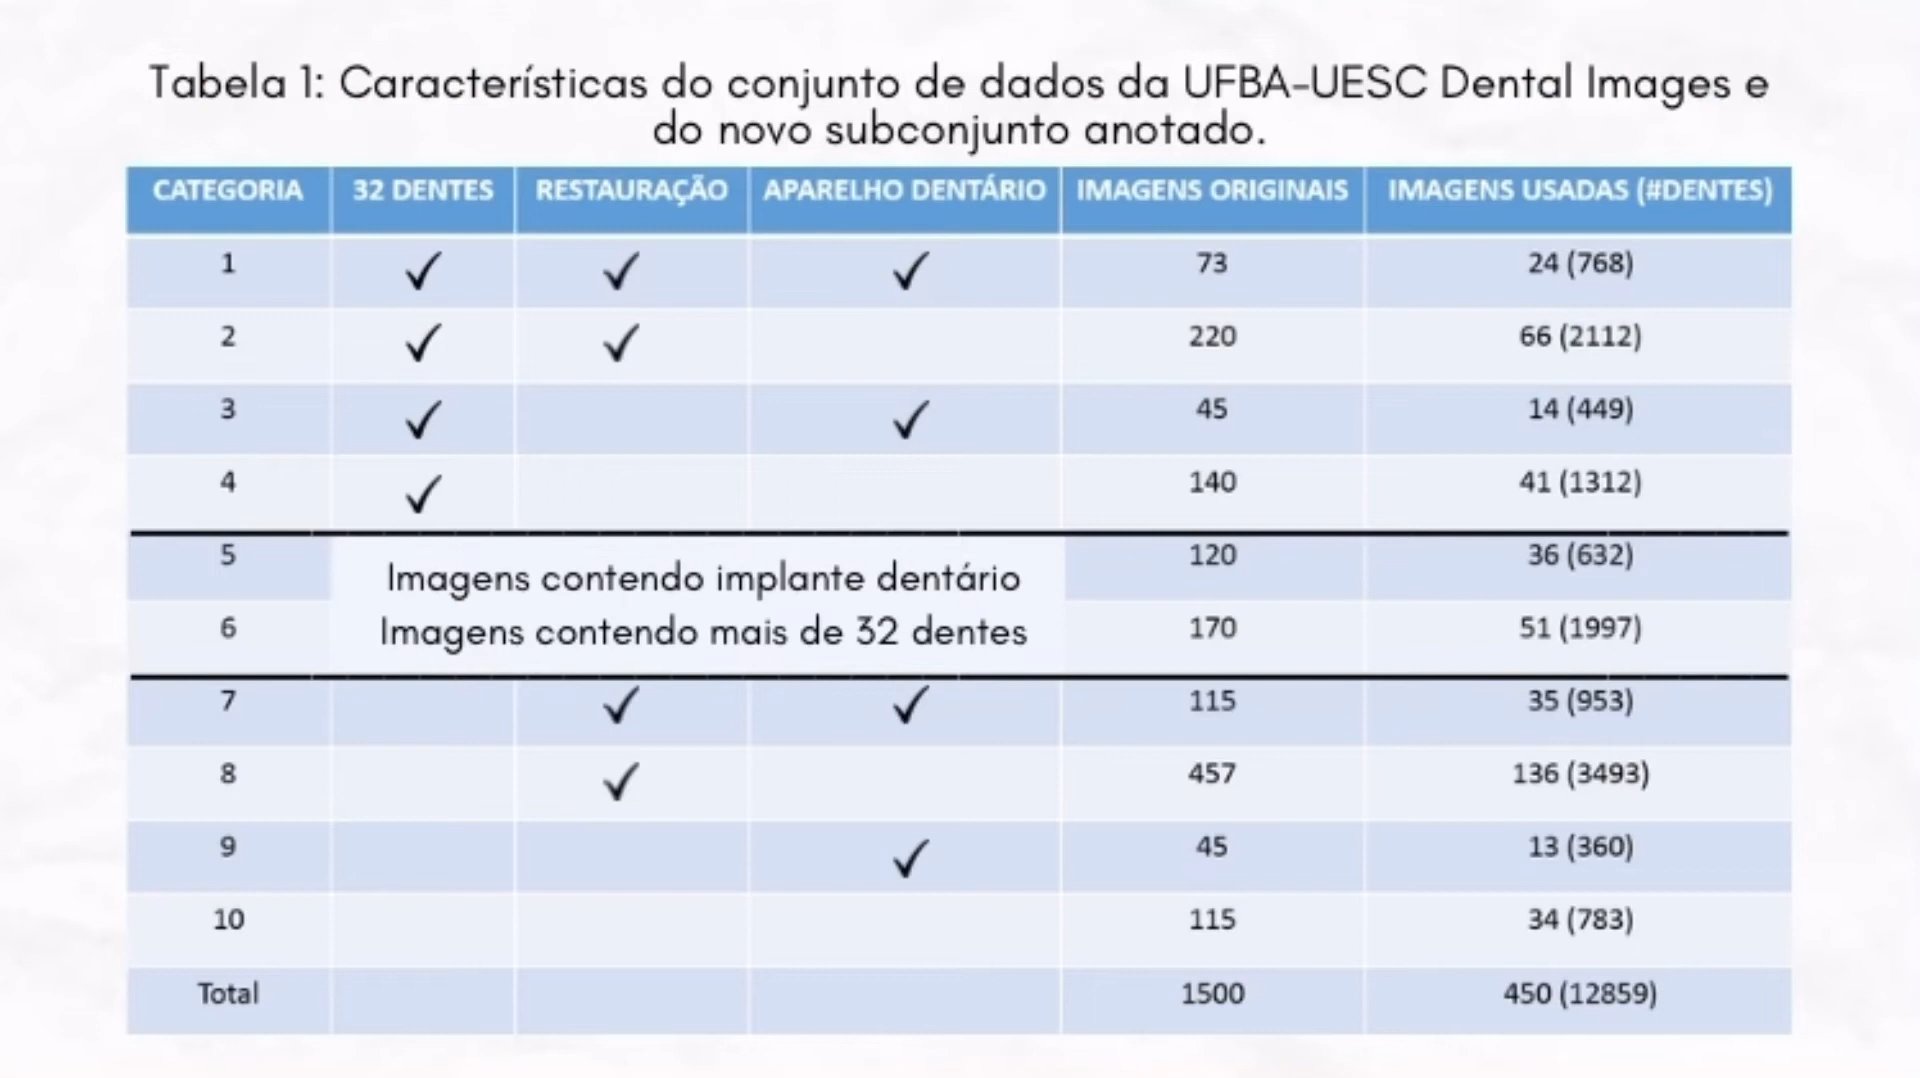 Tabela 1: Características do conjunto de dados da UFBA-UESC Dental Images e
do novo subconjunto anotado.
CATEGORIA 32 DENTES RESTAURAÇÃO APARELHO DENTÁRIO IMAGENS ORIGINAIS IMAGENS USADAS (#DENTES)
1 ✓ ✓ ✓ 73 24 (768)
2 ✓ ✓ 220 66 (2112)
3 ✓ ✓ 45 14 (449)
4 ✓ 140 41 (1312)
5 Imagens contendo implante dentário 120 36 (632)
6 Imagens contendo mais de 32 dentes 170 51 (1997)
7 ✓ ✓ 115 35 (953)
8 ✓ 457 136 (3493)
9 ✓ 45 13 (360)
10 115 34 (783)
Total 1500 450 (12859)